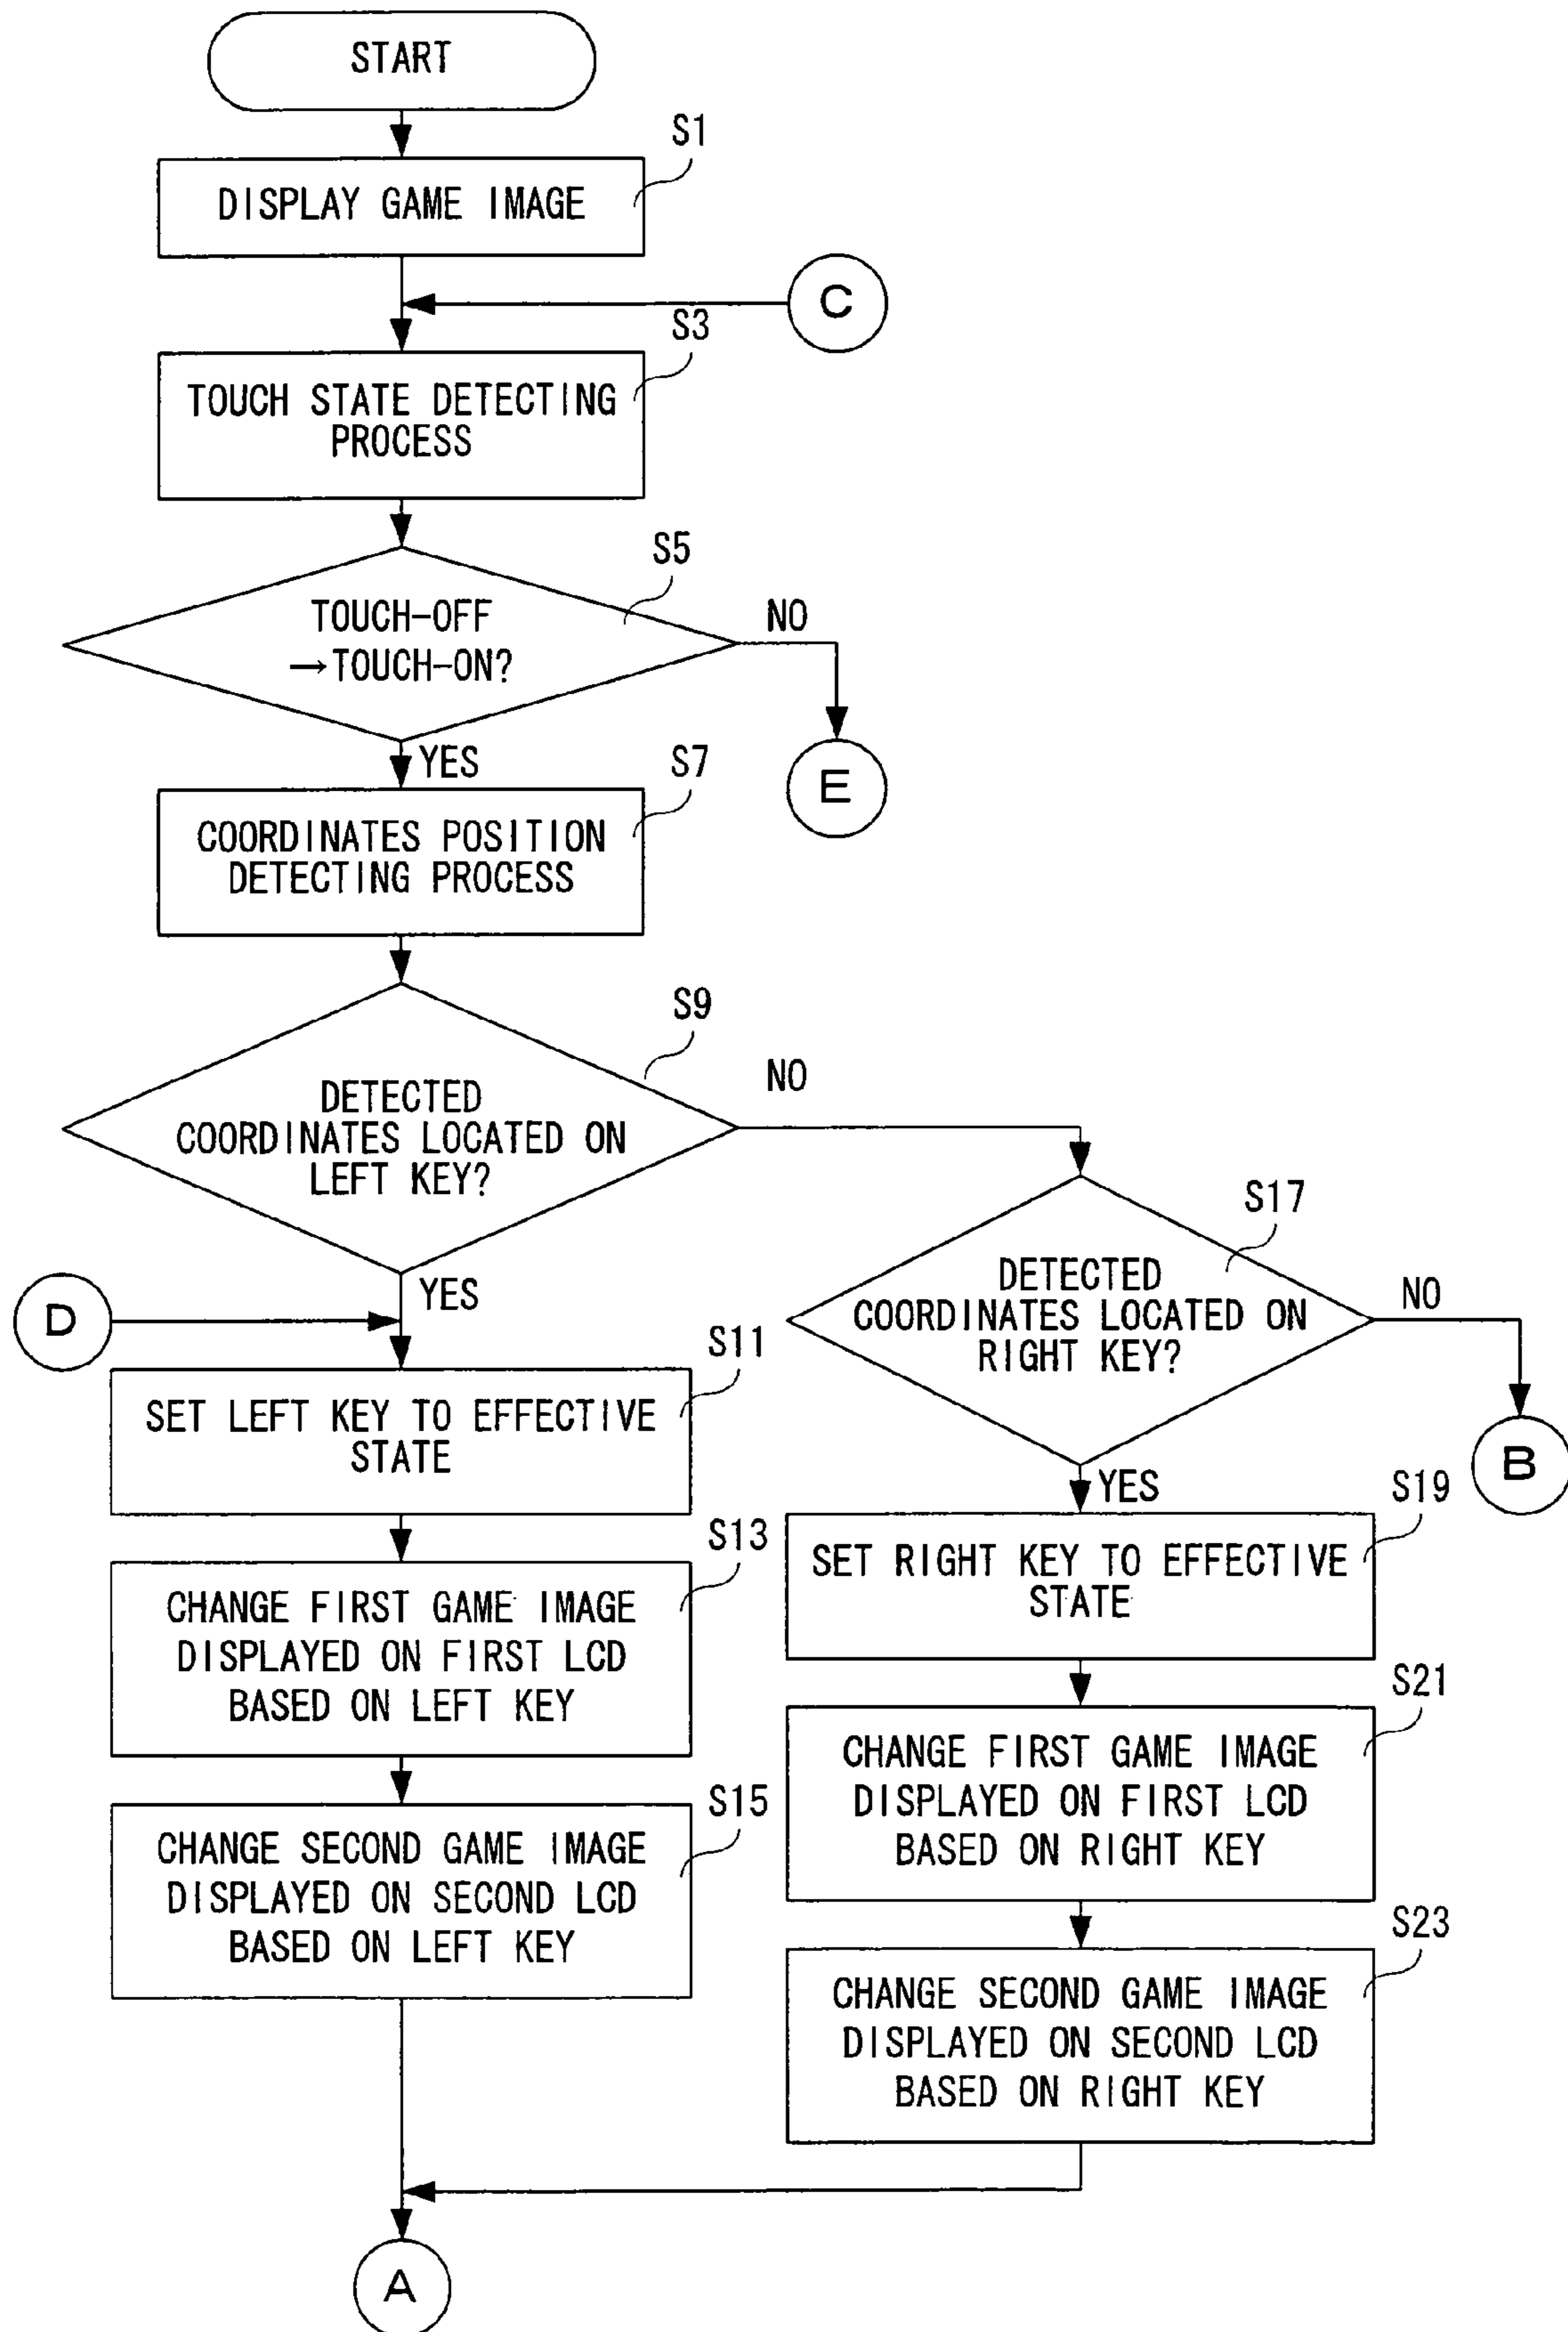 START
S1
DISPLAY GAME IMAGE
C
S3
TOUCH STATE DETECTING
PROCESS
S5
TOUCH-OFF
→TOUCH-ON?
NO
E
YES
S7
COORDINATES POSITION
DETECTING PROCESS
S9
DETECTED
COORDINATES LOCATED ON
LEFT KEY?
NO
YES
D
S11
SET LEFT KEY TO EFFECTIVE
STATE
S13
CHANGE FIRST GAME IMAGE
DISPLAYED ON FIRST LCD
BASED ON LEFT KEY
S15
CHANGE SECOND GAME IMAGE
DISPLAYED ON SECOND LCD
BASED ON LEFT KEY
S17
DETECTED
COORDINATES LOCATED ON
RIGHT KEY?
NO
B
YES
S19
SET RIGHT KEY TO EFFECTIVE
STATE
S21
CHANGE FIRST GAME IMAGE
DISPLAYED ON FIRST LCD
BASED ON RIGHT KEY
S23
CHANGE SECOND GAME IMAGE
DISPLAYED ON SECOND LCD
BASED ON RIGHT KEY
A